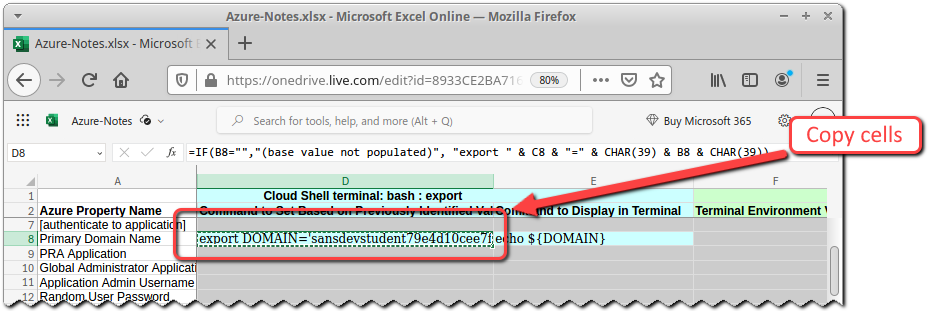 Azure-Notes.xlsx - Microsoft Excel Online — Mozilla Firefox
Azure-Notes.xlsx - Microsoft E
https://onedrive.live.com/edit?id=8933CE2BA716
80%
Azure-Notes
Search for tools, help, and more (Alt + Q)
Buy Microsoft 365
Copy cells
D8
fx
=IF(B8="","(base value not populated)", "export " & C8 & "=" & CHAR(39) & B8 & CHAR(39))
A D E F
1 Cloud Shell terminal: bash : export
2 Azure Property Name Command to Set Based on Previously Identified Val Command to Display in Terminal Terminal Environment V
7 [authenticate to application]
8 Primary Domain Name export DOMAIN='sansdevstudent79e4d10cee7f echo ${DOMAIN}
9 PRA Application
10 Global Administrator Applicati
11 Application Admin Username
12 Random User Password